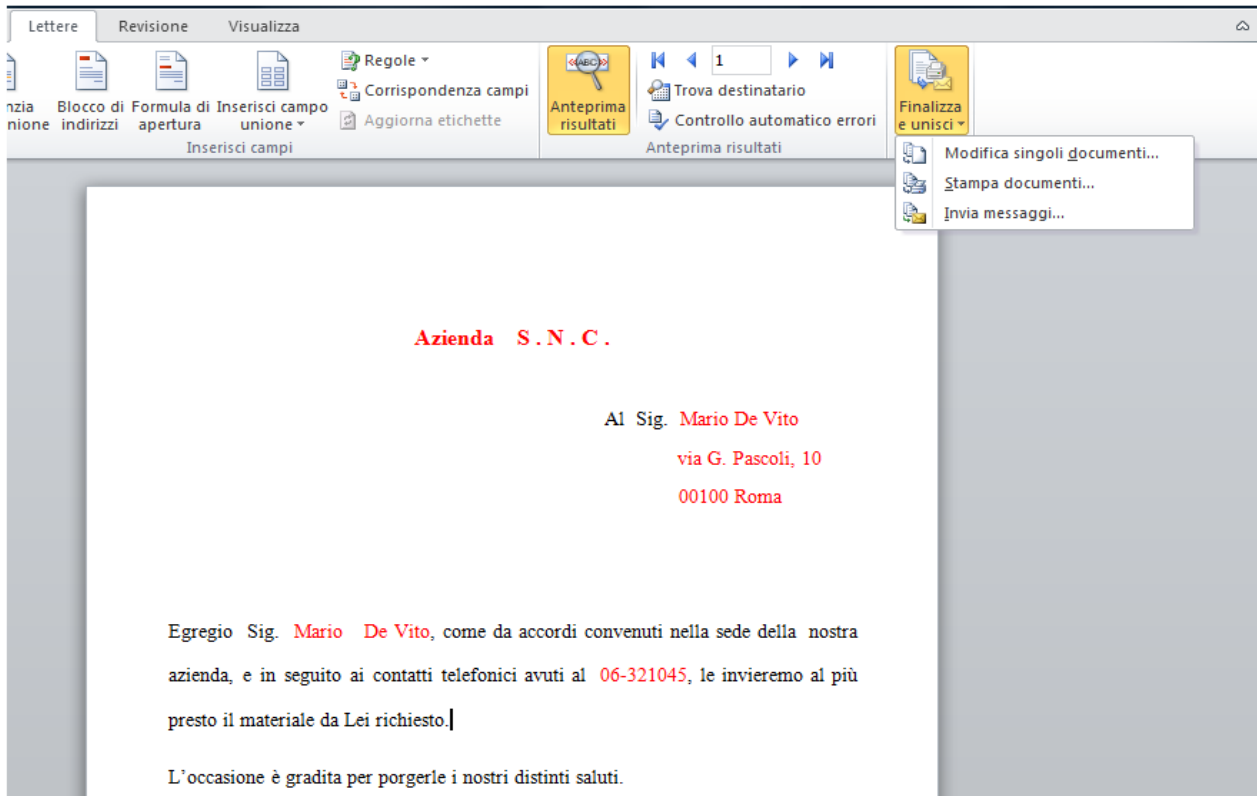 Lettere Revisione Visualizza
Regole
Corrispondenza campi
Aggiorna etichette
nzia
nione
Blocco di
indirizzi
Formula di
apertura
Inserisci campo
unione
Inserisci campi
«ABC»
Anteprima
risultati
1
Trova destinatario
Controllo automatico errori
Anteprima risultati
Finalizza
e unisci
Modifica singoli documenti...
Stampa documenti...
Invia messaggi...
Azienda S . N . C .
Al Sig. Mario De Vito
via G. Pascoli, 10
00100 Roma
Egregio Sig. Mario De Vito, come da accordi convenuti nella sede della nostra
azienda, e in seguito ai contatti telefonici avuti al 06-321045, le invieremo al più
presto il materiale da Lei richiesto.
L’occasione è gradita per porgerle i nostri distinti saluti.